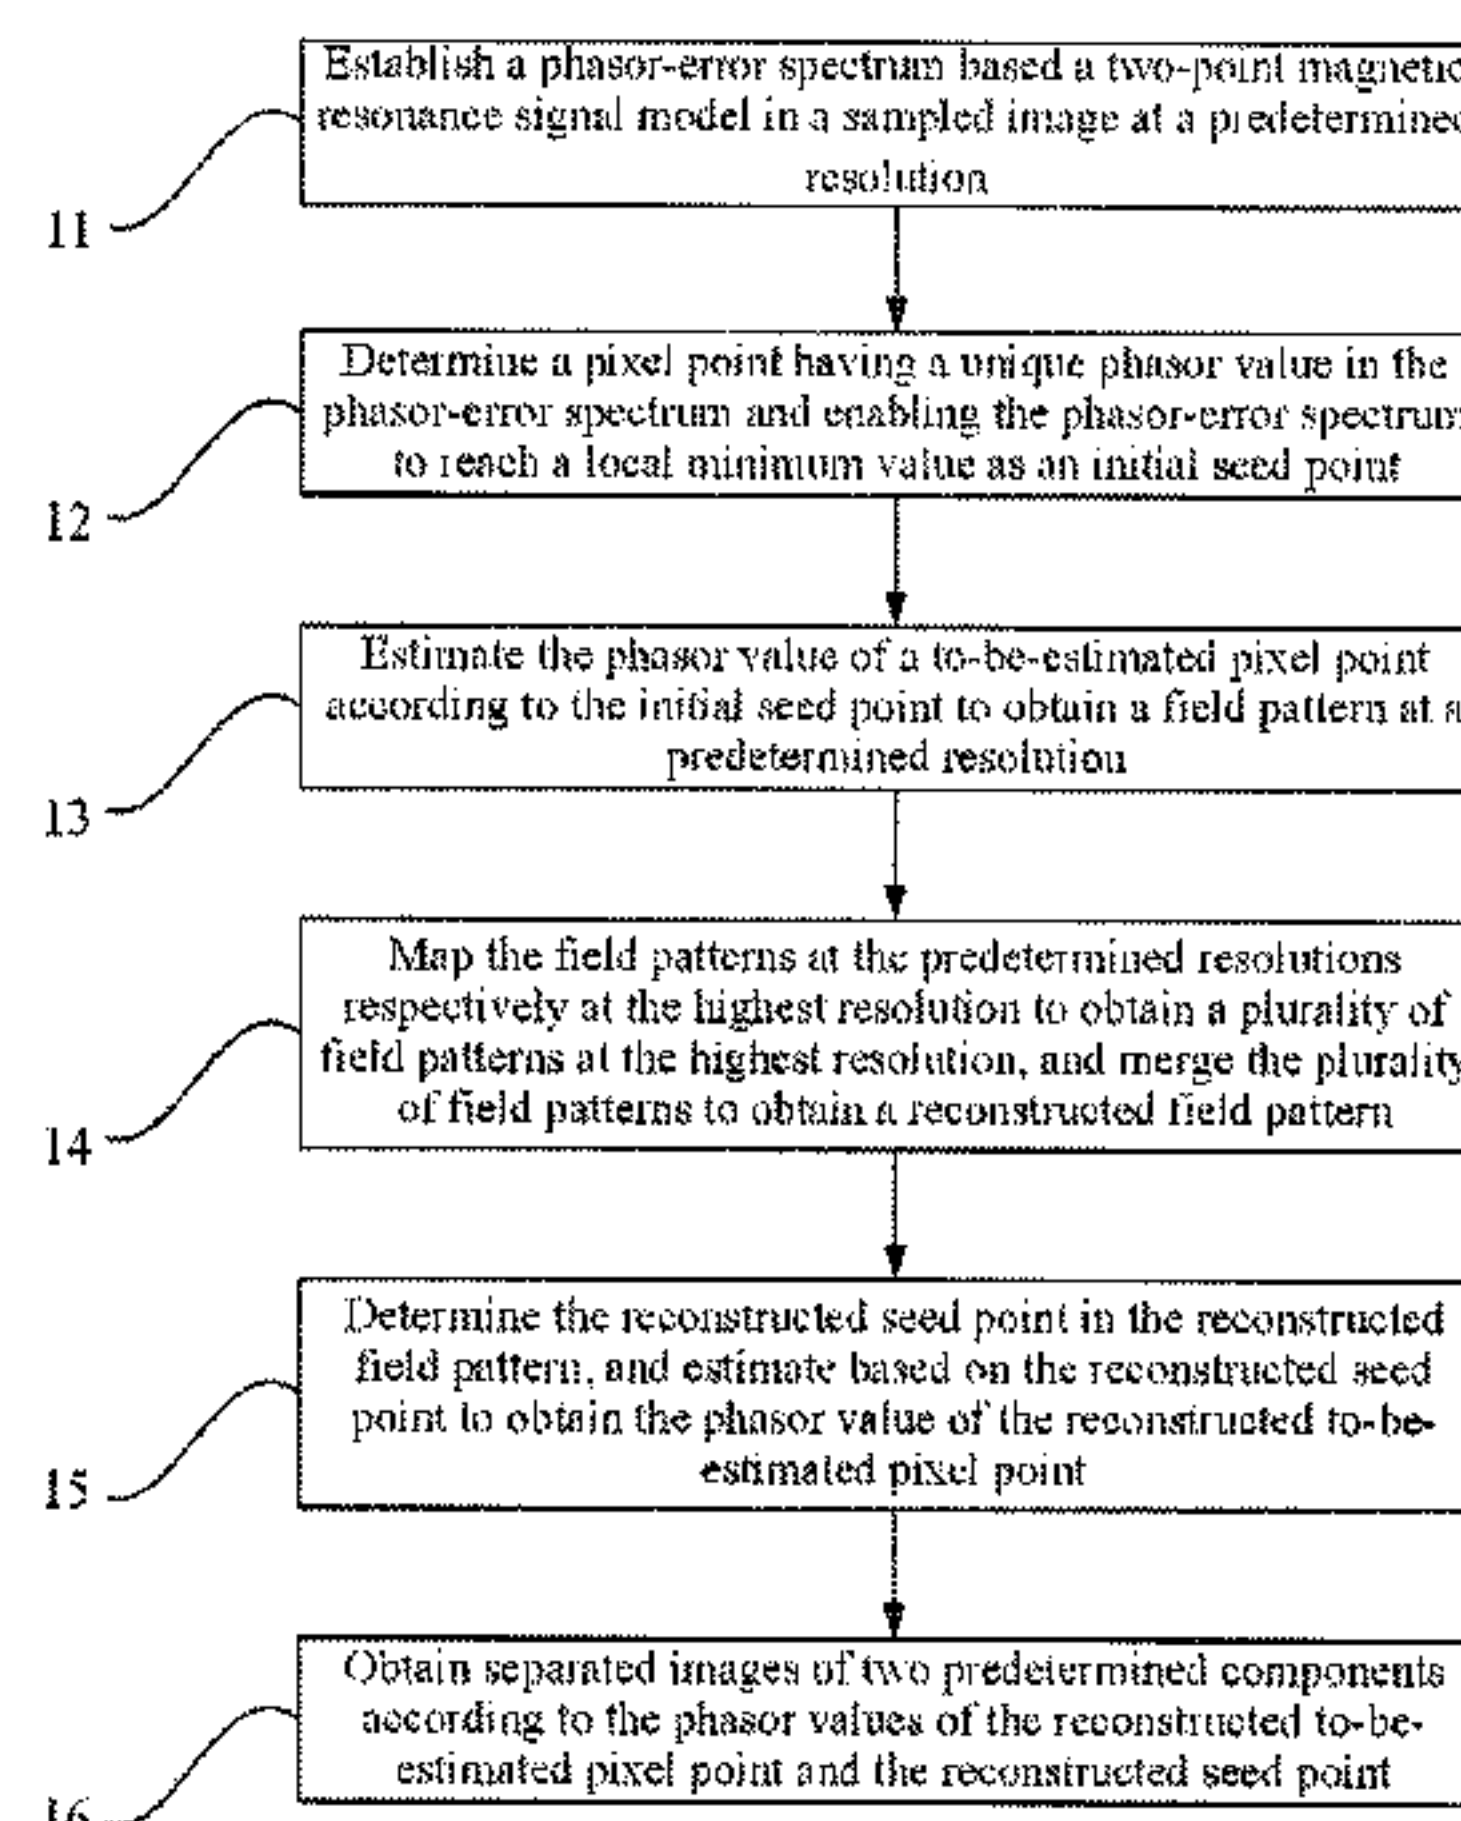 Establish a phasor-error spectrum based a two-point magnetic
resonance signal model in a sampled image at a predetermined
resolution
11
Determine a pixel point having a unique phasor value in the
phasor-error spectrum and enabling the phasor-error spectrum
to reach a local minimum value as an initial seed point
12
Estimate the phasor value of a to-be-estimated pixel point
according to the initial seed point to obtain a field pattern at a
predetermined resolution
13
Map the field patterns at the predetermined resolutions
respectively at the highest resolution to obtain a plurality of
field patterns at the highest resolution, and merge the plurality
of field patterns to obtain a reconstructed field pattern
14
Determine the reconstructed seed point in the reconstructed
field pattern, and estimate based on the reconstructed seed
point to obtain the phasor value of the reconstructed to-be-
estimated pixel point
15
Obtain separated images of two predetermined components
according to the phasor values of the reconstructed to-be-
estimated pixel point and the reconstructed seed point
16